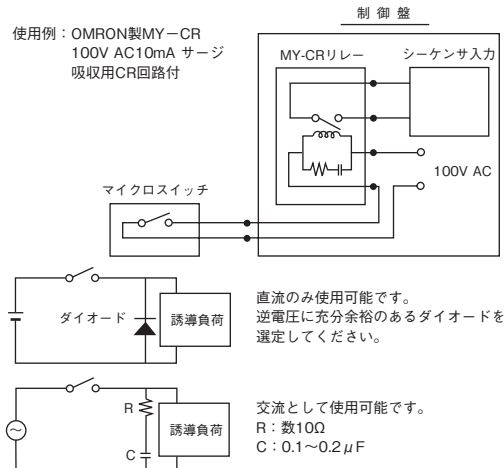 制 御 盤
使用例：OMRON製MY－CR
100V AC10mA サージ
吸収用CR回路付
MY-CRリレー
シーケンサ入力
100V AC
マイクロスイッチ
ダイオード
誘導負荷
直流のみ使用可能です。
逆電圧に充分余裕のあるダイオードを
選定してください。
R
C
誘導負荷
交流として使用可能です。
R：数10Ω
C：0.1〜0.2μF